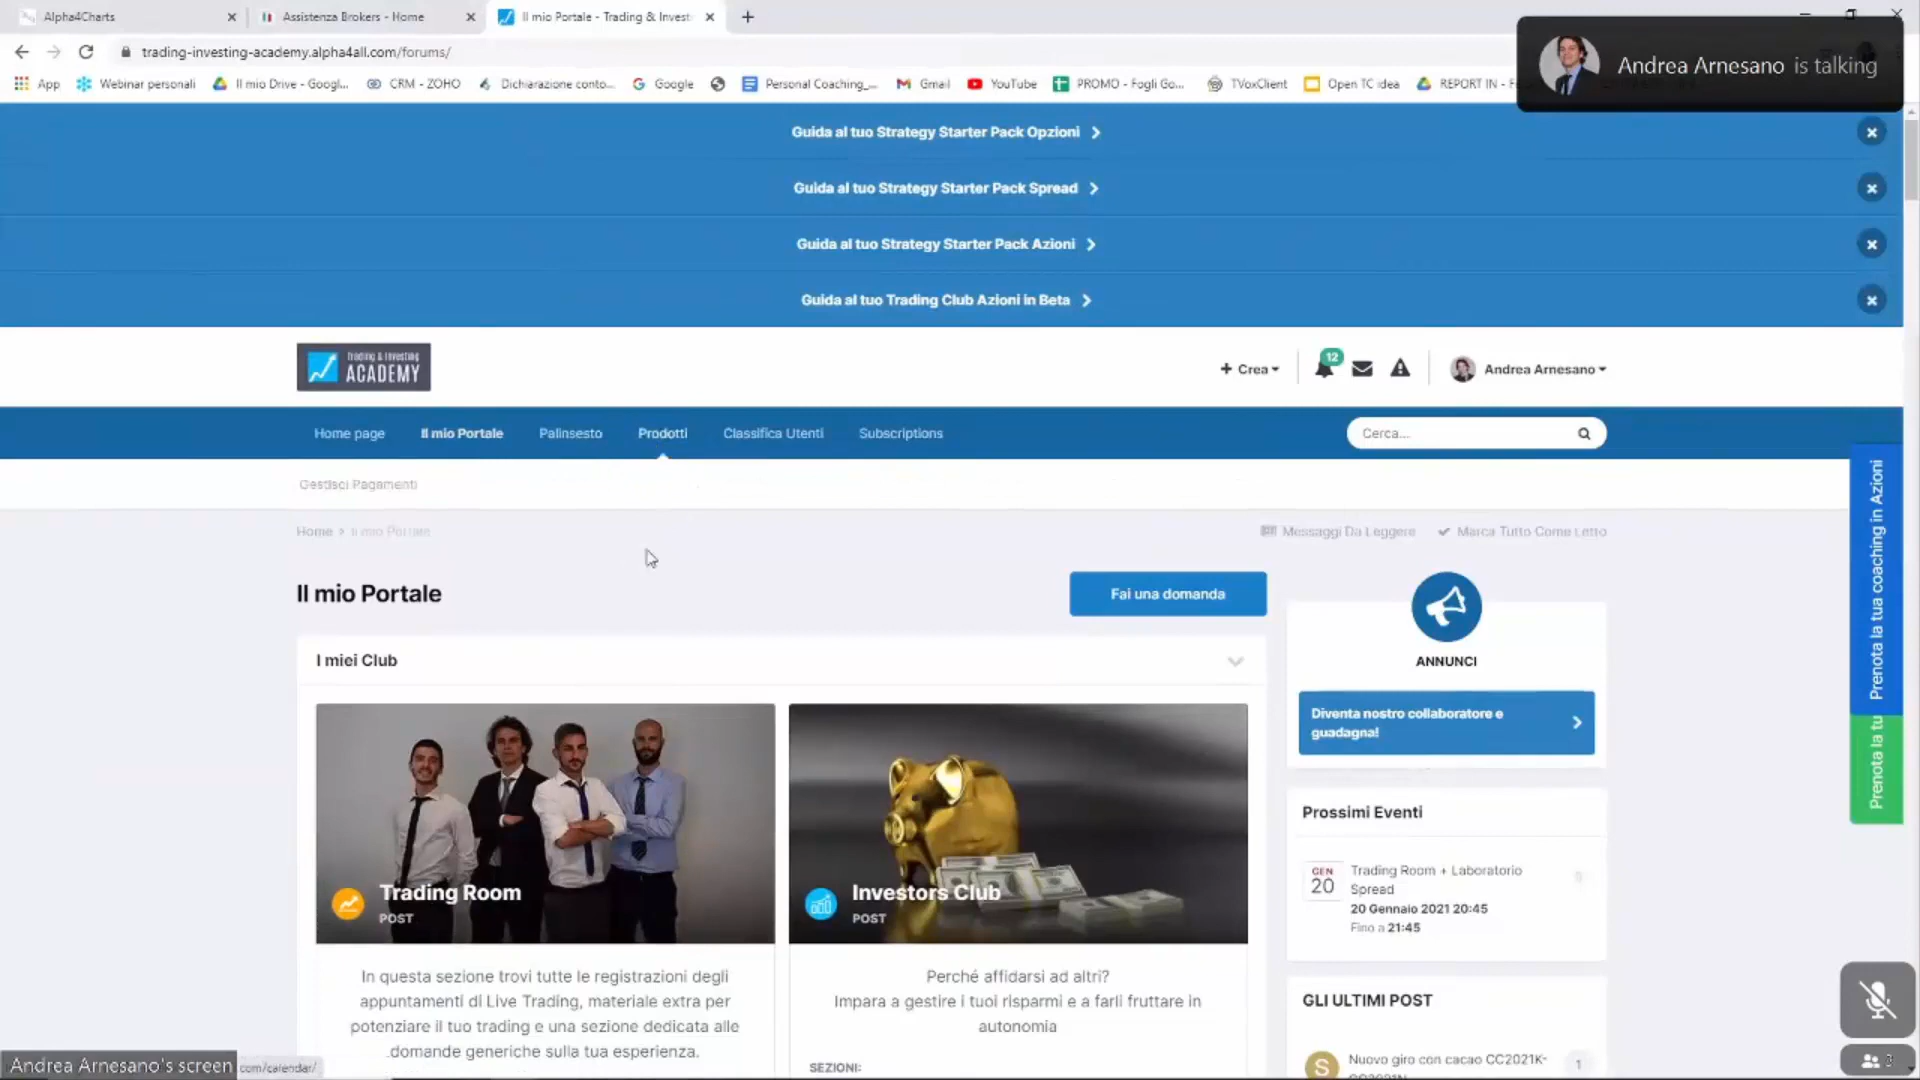 Alpha4Charts
Assistenza Brokers - Home
Il mio Portale - Trading & Invest
trading-investing-academy.alpha4all.com/forums/
App
Webinar personali
Il mio Drive - Googl...
CRM - ZOHO
Dichiarazione conto...
Google
Personal Coaching_...
Gmail
YouTube
PROMO - Fogli Go...
TVoxClient
Open TC idea
REPORT IN - F
Andrea Arnesano is talking
Guida al tuo Strategy Starter Pack Opzioni
Guida al tuo Strategy Starter Pack Spread
Guida al tuo Strategy Starter Pack Azioni
Guida al tuo Trading Club Azioni in Beta
Trading & Investing
ACADEMY
+ Crea
12
Andrea Arnesano
Home page
Il mio Portale
Palinsesto
Prodotti
Classifica Utenti
Subscriptions
Cerca...
Gestisci Pagamenti
Home > Il mio Portale
Messaggi Da Leggere
Marca Tutto Come Letto
Il mio Portale
Fai una domanda
I miei Club
Trading Room
POST
In questa sezione trovi tutte le registrazioni degli
appuntamenti di Live Trading, materiale extra per
potenziare il tuo trading e una sezione dedicata alle
domande generiche sulla tua esperienza.
Investors Club
POST
Perché affidarsi ad altri?
Impara a gestire i tuoi risparmi e a farli fruttare in
autonomia
SEZIONI:
ANNUNCI
Diventa nostro collaboratore e
guadagna!
Prossimi Eventi
GEN
20
Trading Room + Laboratorio
Spread
20 Gennaio 2021 20:45
Fino a 21:45
0
GLI ULTIMI POST
S
Nuovo giro con cacao CC2021K-
1
Prenota la tua coaching in Azioni
Prenota la tu
Andrea Arnesano's screen
com/calendar/